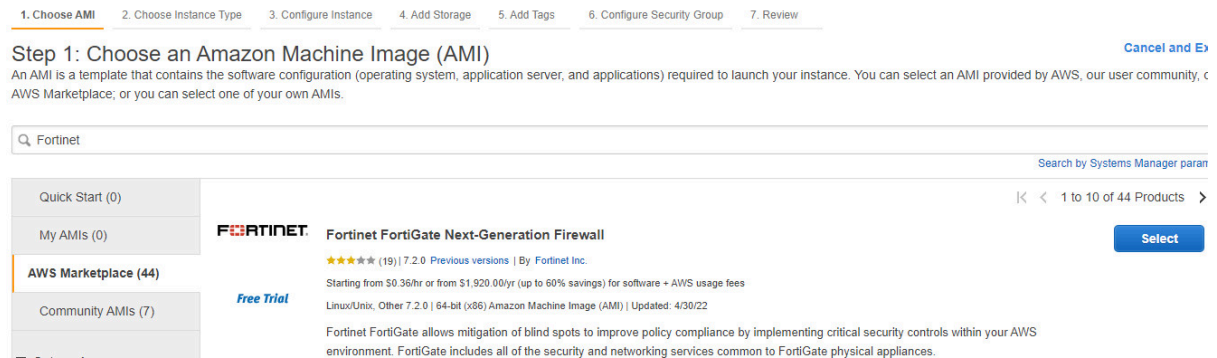 1. Choose AMI 2. Choose Instance Type 3. Configure Instance 4. Add Storage 5. Add Tags 6. Configure Security Group 7. Review
Step 1: Choose an Amazon Machine Image (AMI)
Cancel and Ex
An AMI is a template that contains the software configuration (operating system, application server, and applications) required to launch your instance. You can select an AMI provided by AWS, our user community,
AWS Marketplace; or you can select one of your own AMIs.
Fortinet
Search by Systems Manager param
Quick Start (0)
1 to 10 of 44 Products
My AMIs (0)
FORTINET
Fortinet FortiGate Next-Generation Firewall
Select
(19) | 7.2.0 Previous versions | By Fortinet Inc.
AWS Marketplace (44)
Starting from $0.36/hr or from $1,920.00/yr (up to 60% savings) for software + AWS usage fees
Free Trial
Linux/Unix, Other 7.2.0 | 64-bit (x86) Amazon Machine Image (AMI) | Updated: 4/30/22
Community AMIs (7)
Fortinet FortiGate allows mitigation of blind spots to improve policy compliance by implementing critical security controls within your AWS
environment. FortiGate includes all of the security and networking services common to FortiGate physical appliances.